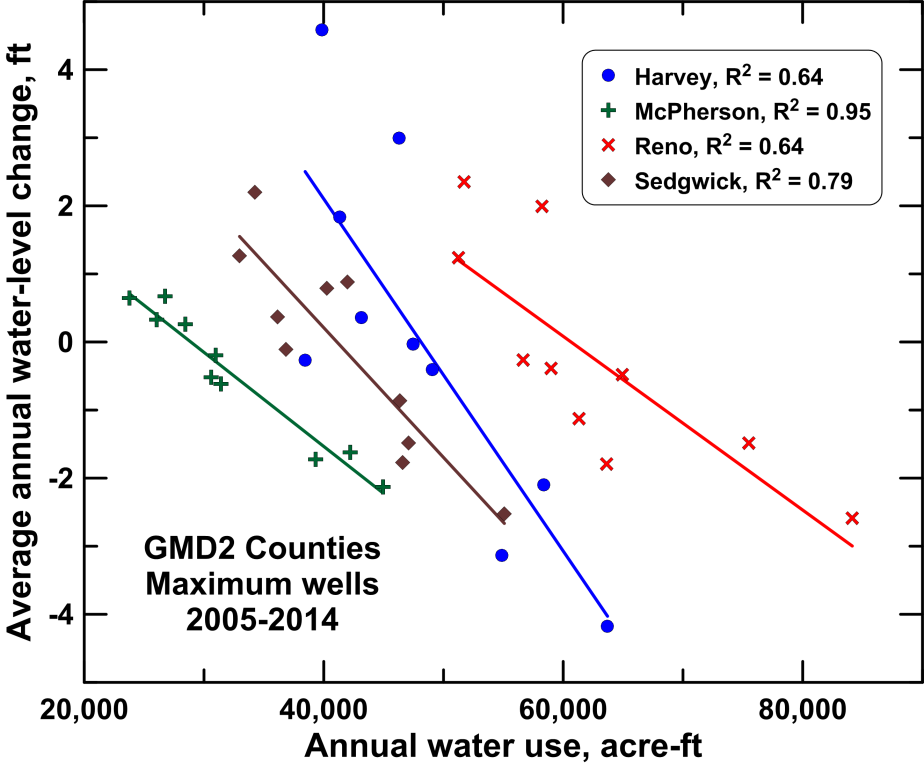 Average annual water-level change, ft
4
2
0
-2
-4
Harvey, R² = 0.64
McPherson, R² = 0.95
Reno, R² = 0.64
Sedgwick, R² = 0.79
GMD2 Counties
Maximum wells
2005-2014
20,000 40,000 60,000 80,000
Annual water use, acre-ft